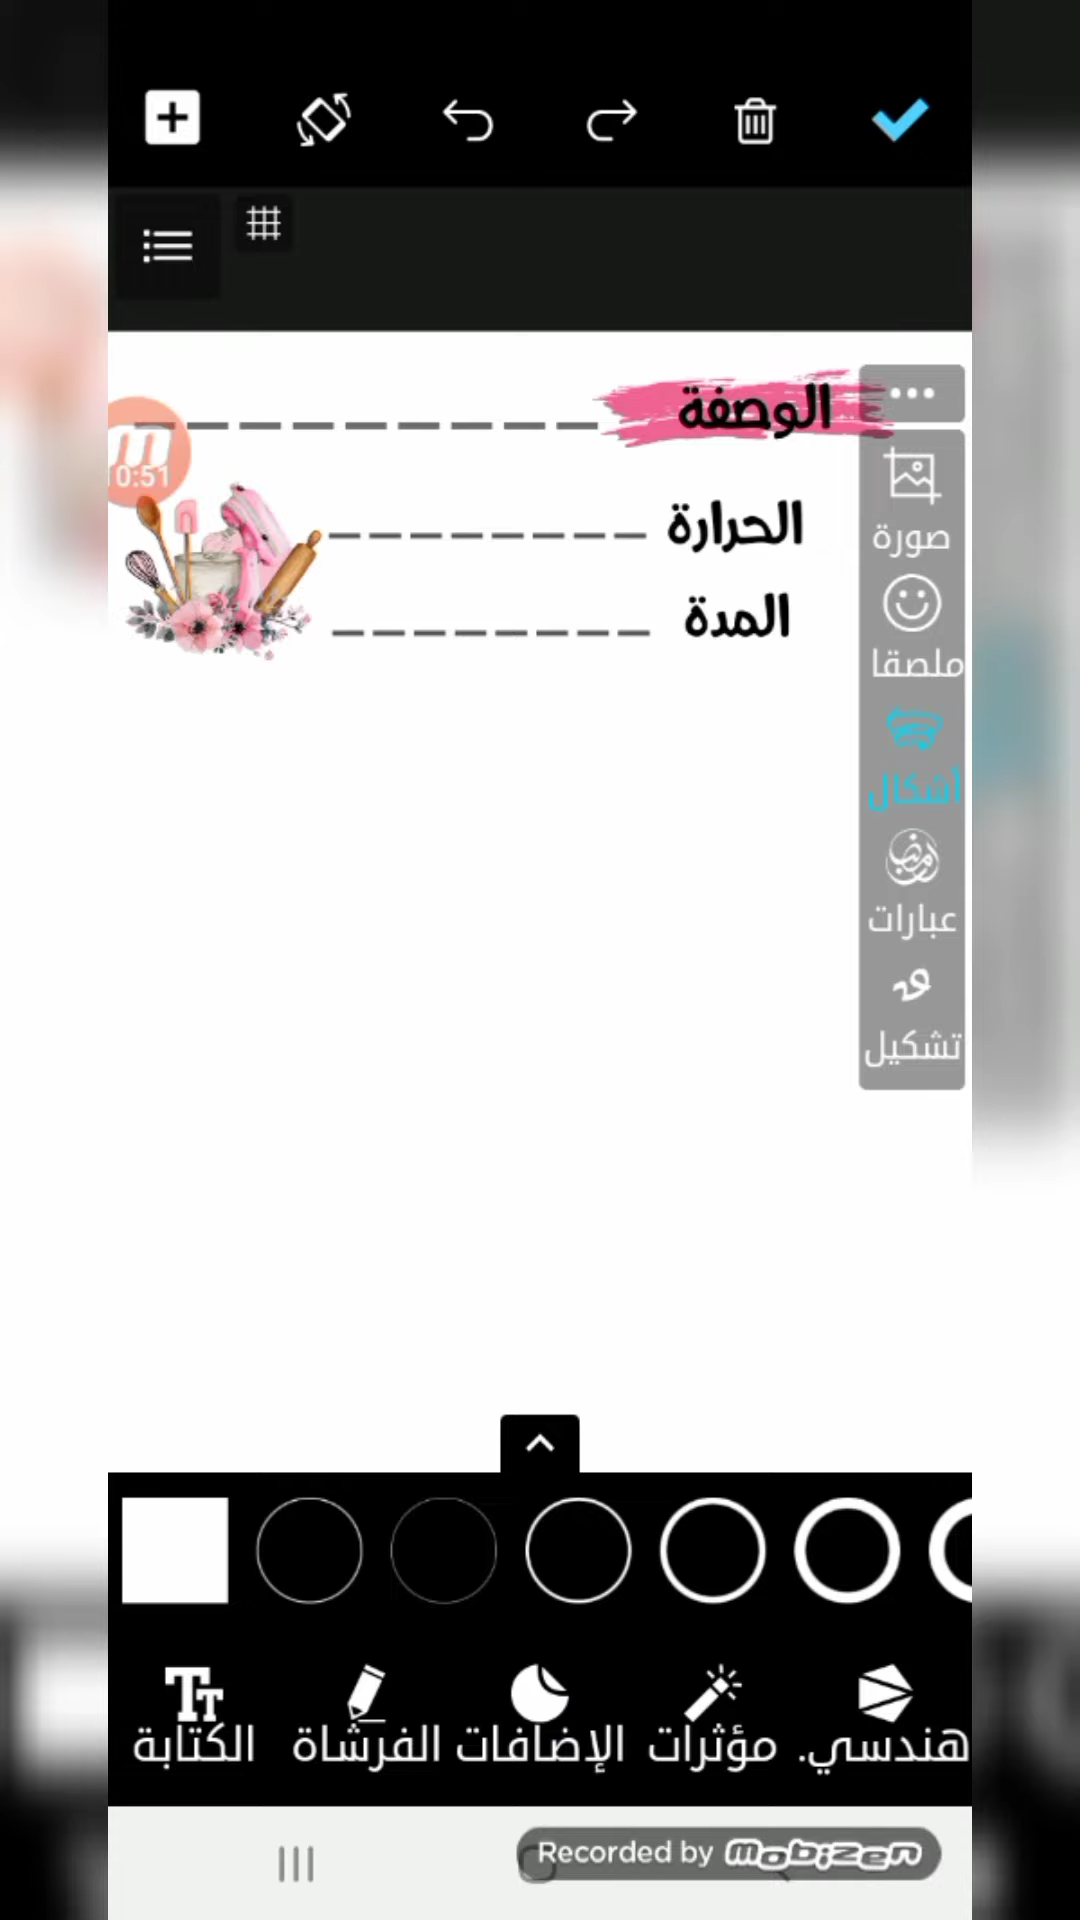 الوصفة
0:51
الحرارة
المدة
صورة
ملصقا
أشكال
عبارات
تشكيل
الكتابة
الفرشاة
الإضافات
مؤثرات
هندسي.
Recorded by mobizen